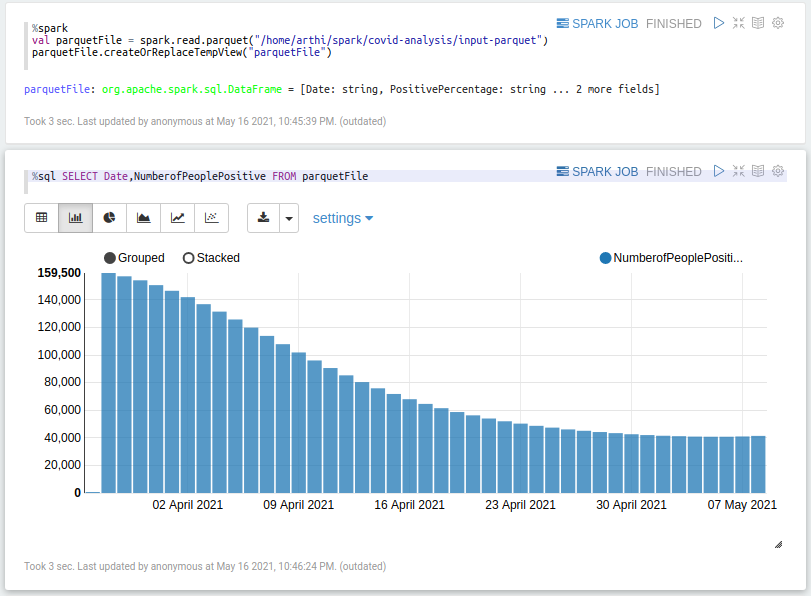 %spark
SPARK JOB FINISHED
val parquetFile = spark.read.parquet("/home/arthi/spark/covid-analysis/input-parquet")
parquetFile.createOrReplaceTempView("parquetFile")
parquetFile: org.apache.spark.sql.DataFrame = [Date: string, PositivePercentage: string ... 2 more fields]
Took 3 sec. Last updated by anonymous at May 16 2021, 10:45:39 PM. (outdated)
SPARK JOB FINISHED
%sql SELECT Date,NumberofPeoplePositive FROM parquetFile
settings
Grouped Stacked NumberofPeoplePositi...
159,500
140,000
120,000
100,000
80,000
60,000
40,000
20,000
0
02 April 2021 09 April 2021 16 April 2021 23 April 2021 30 April 2021 07 May 2021
Took 3 sec. Last updated by anonymous at May 16 2021, 10:46:24 PM. (outdated)